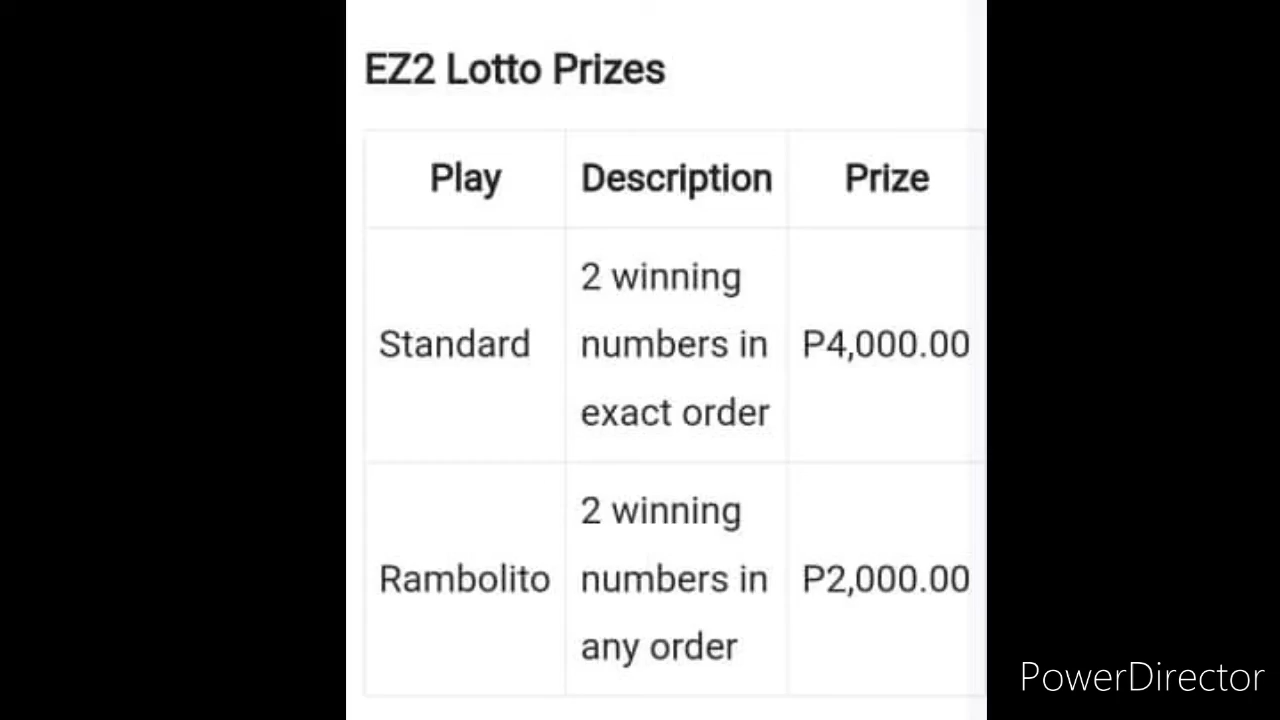 EZ2 Lotto Prizes
Play Description Prize
2 winning
Standard numbers in P4,000.00
exact order
2 winning
Rambolito numbers in P2,000.00
any order
PowerDirector